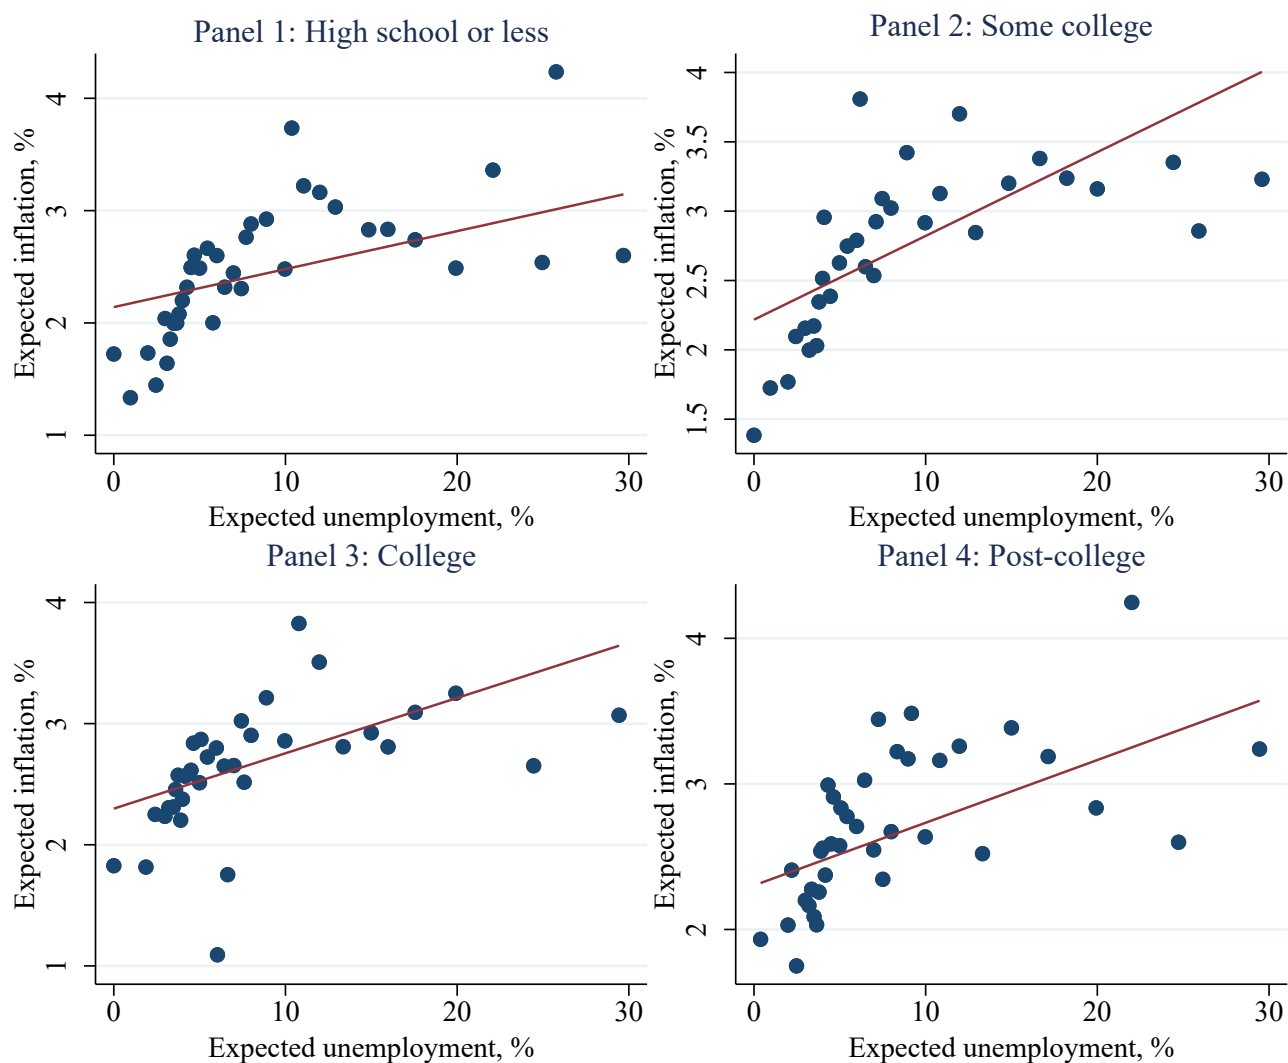 Panel 1: High school or less
Expected inflation, %
4
3
2
1
0 10 20 30
Expected unemployment, %
Panel 2: Some college
Expected inflation, %
4
3.5
3
2.5
2
1.5
0 10 20 30
Expected unemployment, %
Panel 3: College
Expected inflation, %
4
3
2
1
0 10 20 30
Expected unemployment, %
Panel 4: Post-college
Expected inflation, %
4
3
2
0 10 20 30
Expected unemployment, %